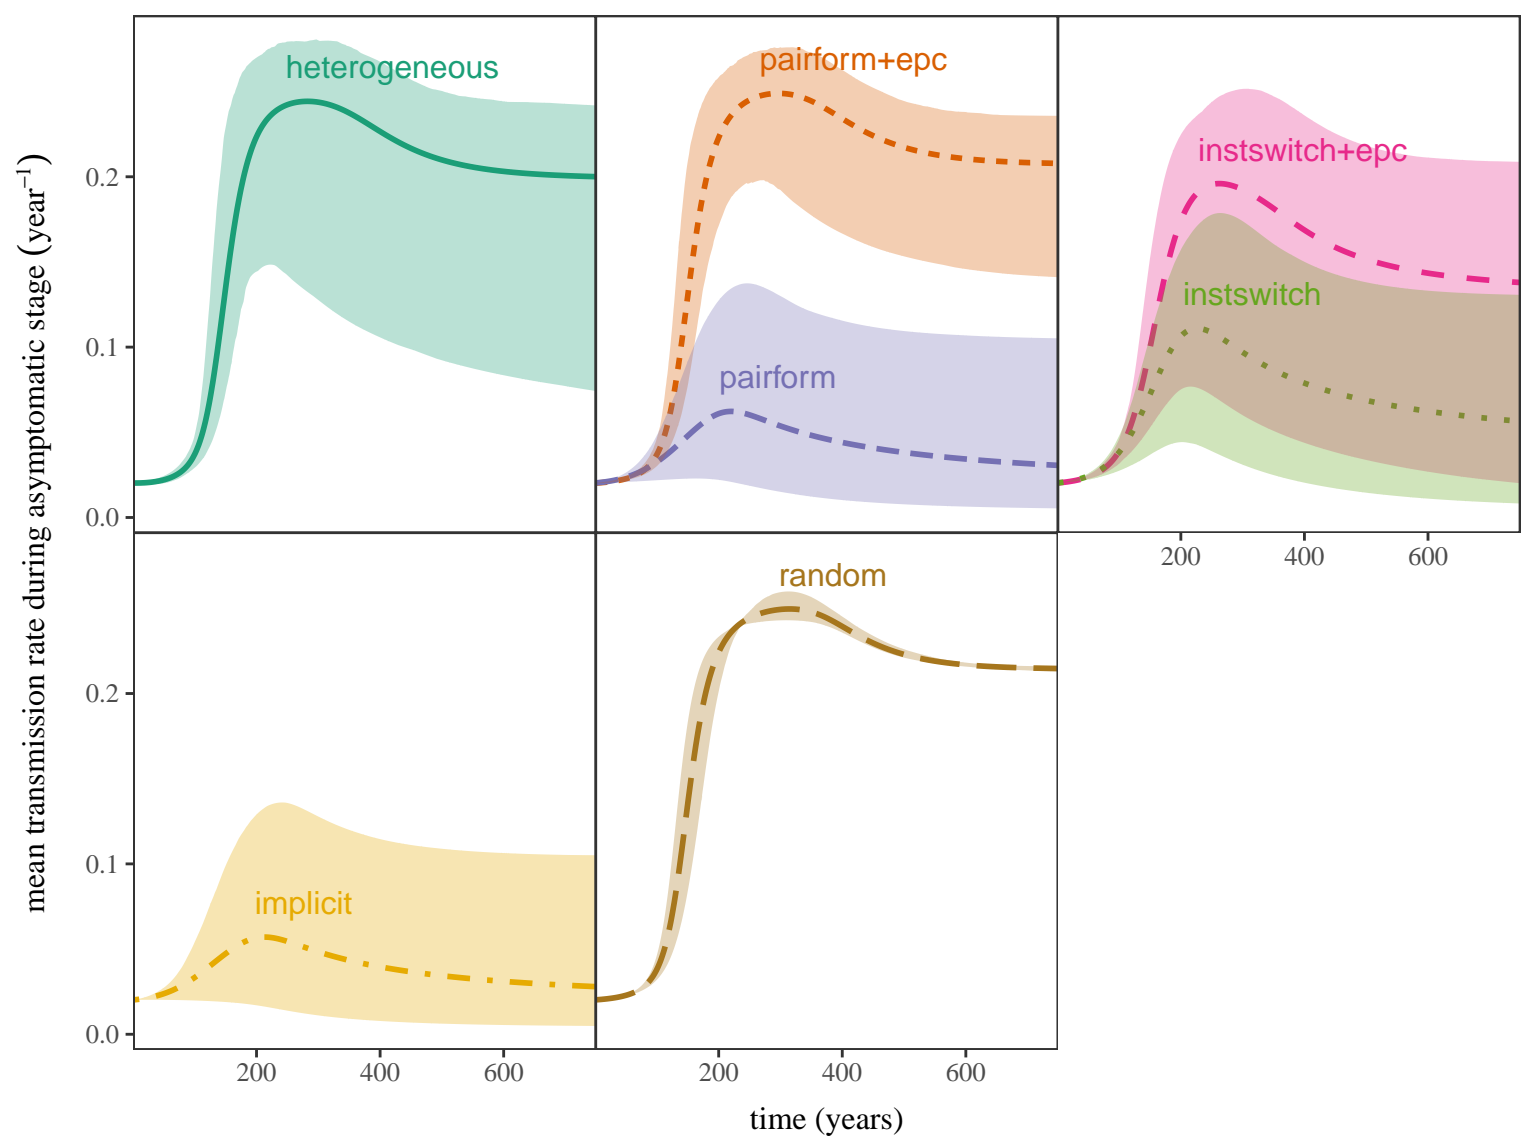 mean transmission rate during asymptomatic stage (year⁻¹)
heterogeneous
pairform+epc
pairform
instswitch+epc
instswitch
0.2
0.1
0.0
200 400 600
implicit
random
0.2
0.1
0.0
200 400 600
200 400 600
time (years)